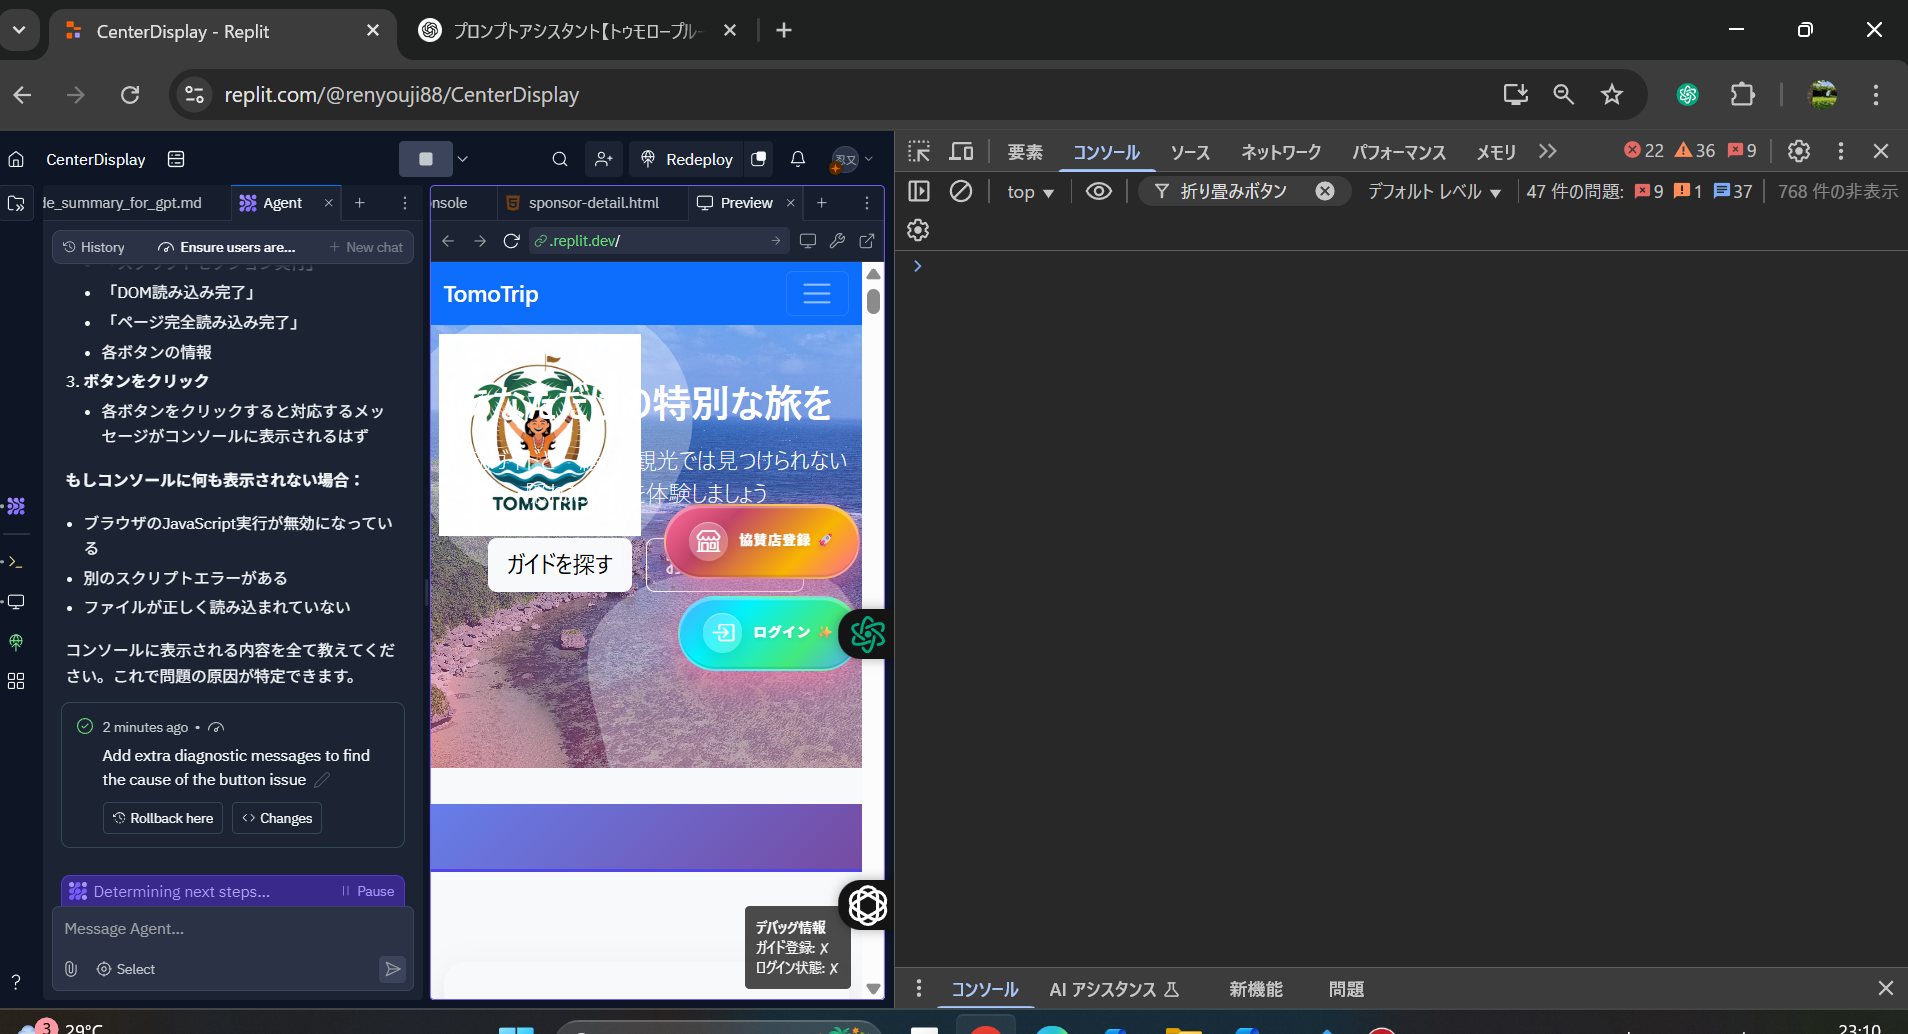 CenterDisplay - Replit
プロンプトアシスタント【トゥモロープル
replit.com/@renyouji88/CenterDisplay
CenterDisplay
Redeploy
忍又
le_summary_for_gpt.md
Agent
nsole
sponsor-detail.html
Preview
History
Ensure users are...
New chat
.replit.dev/
• 「DOM読み込み完了」
• 「ページ完全読み込み完了」
• 各ボタンの情報
3. ボタンをクリック
• 各ボタンをクリックすると対応するメッ
セージがコンソールに表示されるはず
もしコンソールに何も表示されない場合：
• ブラウザのJavaScript実行が無効になってい
る
• 別のスクリプトエラーがある
• ファイルが正しく読み込まれていない
コンソールに表示される内容を全て教えてくだ
さい。これで問題の原因が特定できます。
2 minutes ago •
Add extra diagnostic messages to find
the cause of the button issue
Rollback here
Changes
Determining next steps...
Pause
Message Agent...
Select
?
TomoTrip
の特別な旅を
観光では見つけられない
を体験しましょう
TOMOTRIP
ガイドを探す
協賛店登録 🚀
ログイン ✨
デバッグ情報
ガイド登録: ✗
ログイン状態: ✗
要素
コンソール
ソース
ネットワーク
パフォーマンス
メモリ
22
36
9
top
折り畳みボタン
デフォルト レベル
47 件の問題:
9
1
37
768 件の非表示
コンソール
AI アシスタンス
新機能
問題
3
29°C
23:10